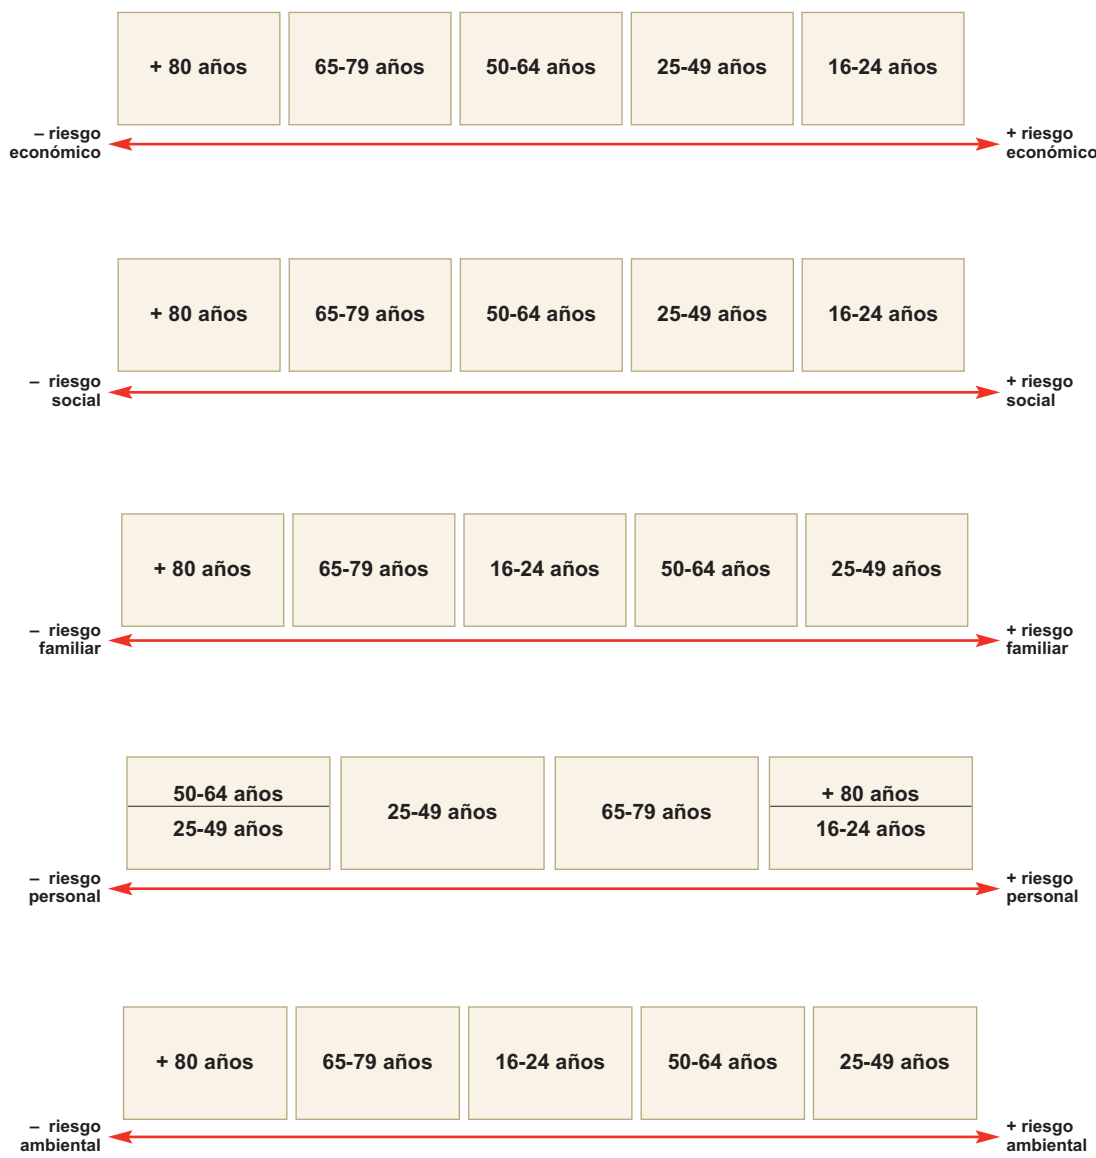 + 80 años
65-79 años
50-64 años
25-49 años
16-24 años
– riesgo
económico
+ riesgo
económico
+ 80 años
65-79 años
50-64 años
25-49 años
16-24 años
– riesgo
social
+ riesgo
social
+ 80 años
65-79 años
16-24 años
50-64 años
25-49 años
– riesgo
familiar
+ riesgo
familiar
50-64 años
25-49 años
25-49 años
65-79 años
+ 80 años
16-24 años
– riesgo
personal
+ riesgo
personal
+ 80 años
65-79 años
16-24 años
50-64 años
25-49 años
– riesgo
ambiental
+ riesgo
ambiental